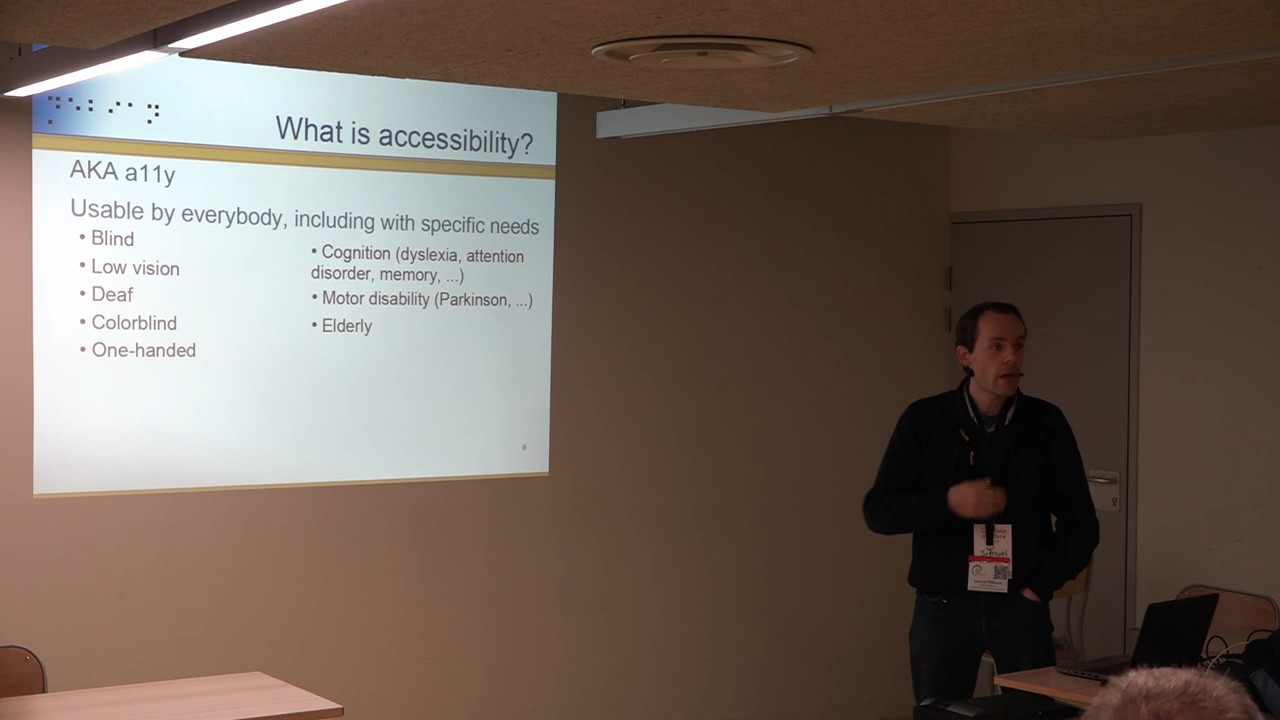 What is accessibility?
AKA a11y
Usable by everybody, including with specific needs
• Blind
• Low vision
• Deaf
• Colorblind
• One-handed
• Cognition (dyslexia, attention
disorder, memory, ...)
• Motor disability (Parkinson, ...)
• Elderly
6
Samuel